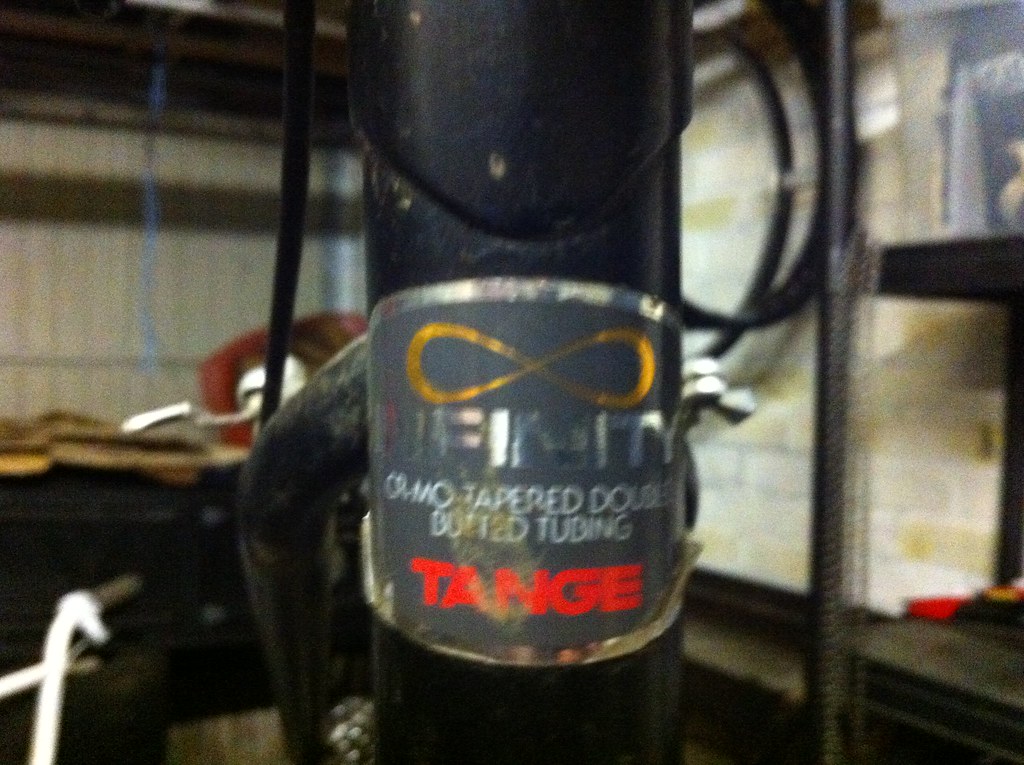 INFINITY
CR-MO TAPERED DOUBLE
BUTTED TUBING
TANGE